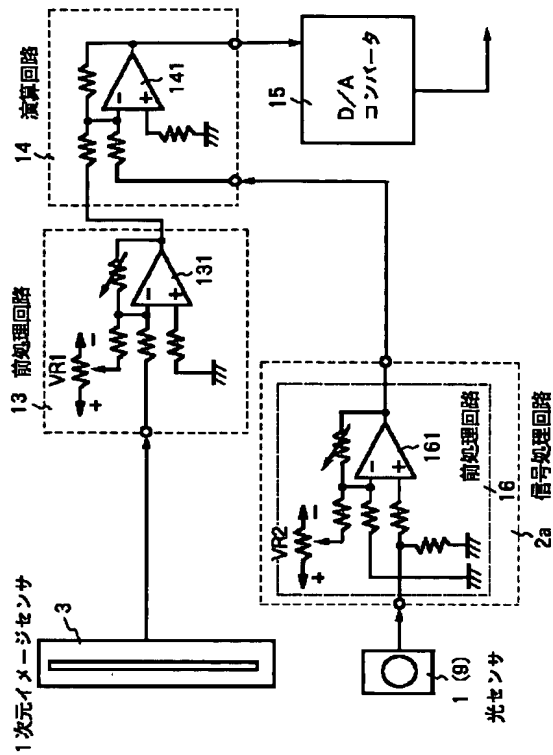 1次元イメージセンサ
3
13
前処理回路
VR1
+
−
−
+
131
14
演算回路
−
+
141
15
D/A
コンバータ
光センサ
1 (9)
VR2
+
−
−
+
161
前処理回路
16
信号処理回路
2a